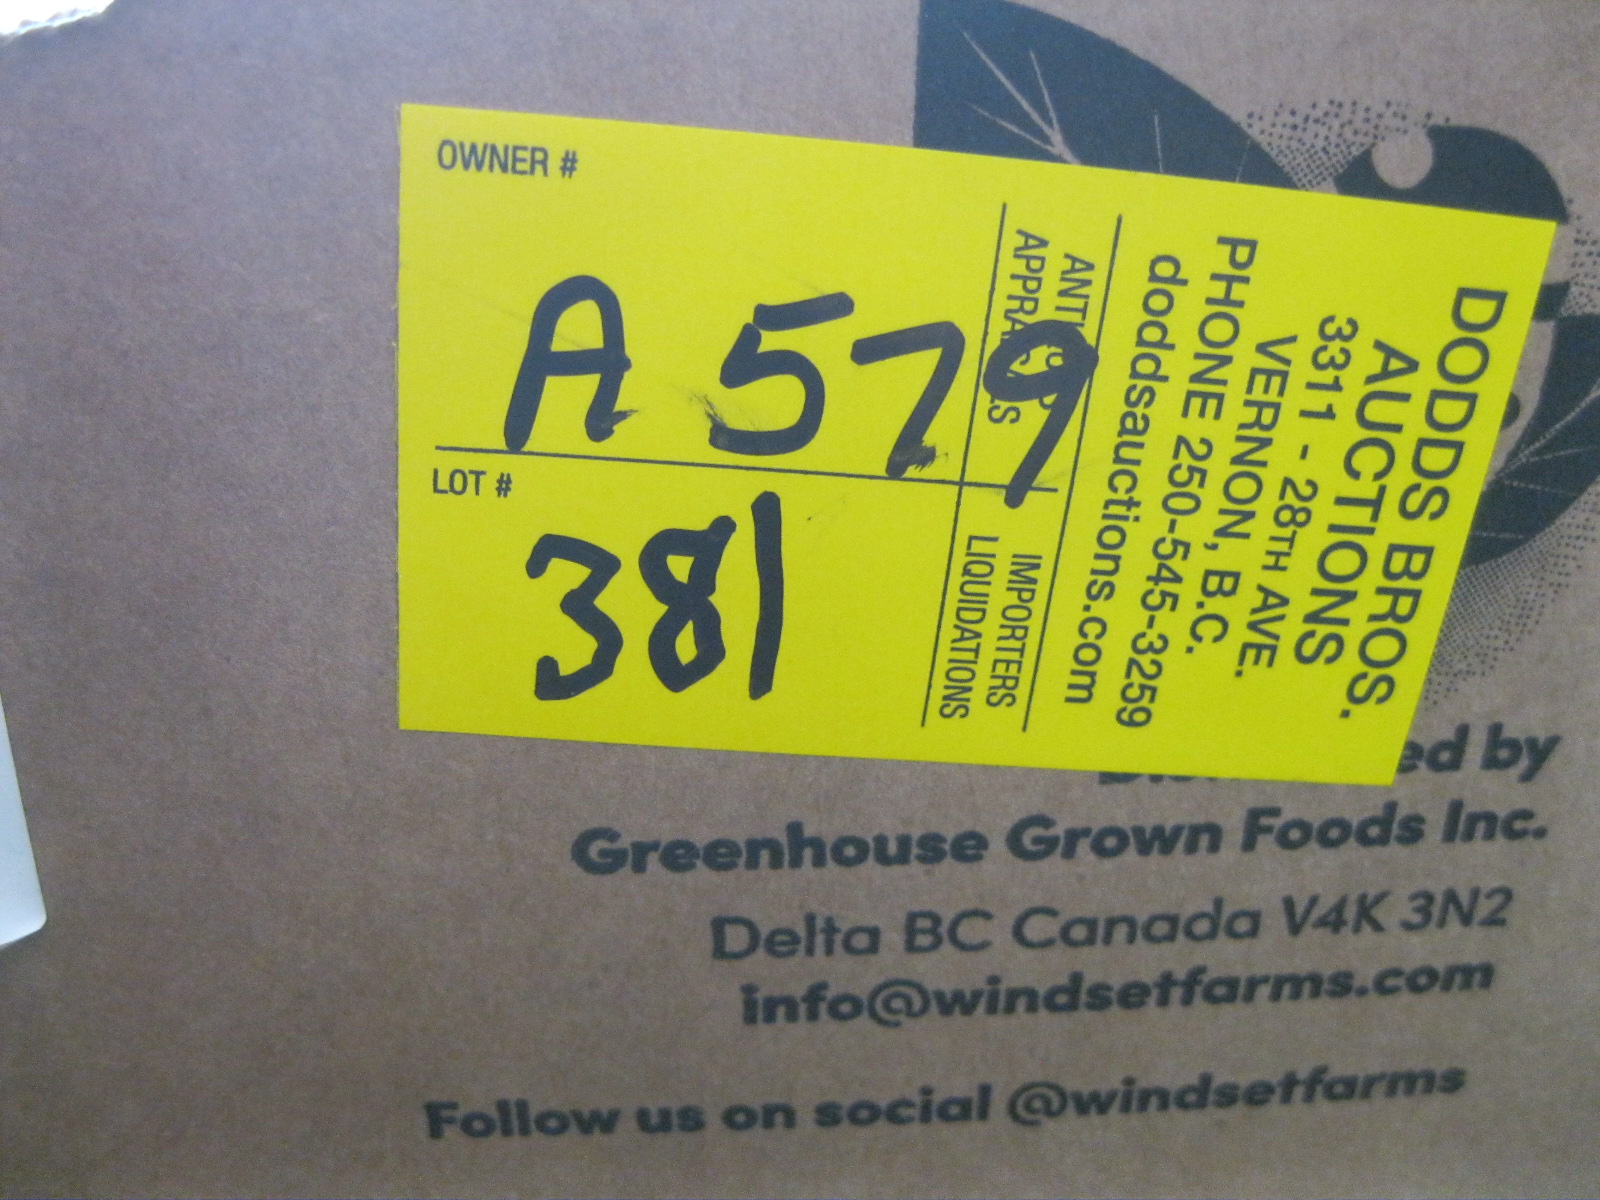 OWNER #
A 579
LOT #
381
DODDS BROS.
AUCTIONS
3311 - 28TH AVE.
VERNON, B.C.
PHONE 250-545-3259
doddsauctions.com
IMPORTERS
LIQUIDATIONS
by
Greenhouse Grown Foods Inc.
Delta BC Canada V4K 3N2
info@windsetfarms.com
Follow us on social @windsetfarms